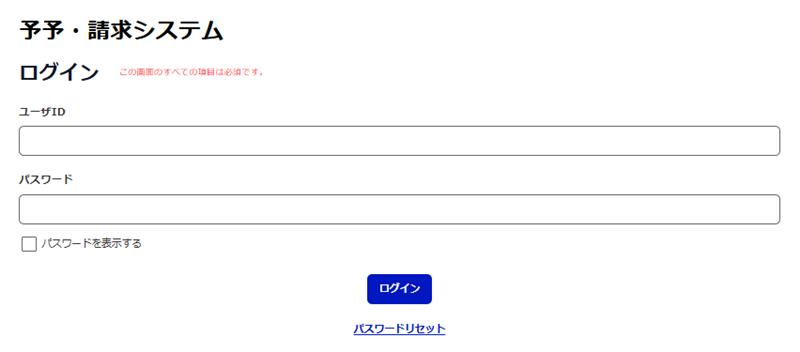 予予・請求システム
ログイン この画面のすべての項目は必須です。
ユーザID
パスワード
パスワードを表示する
ログイン
パスワードリセット